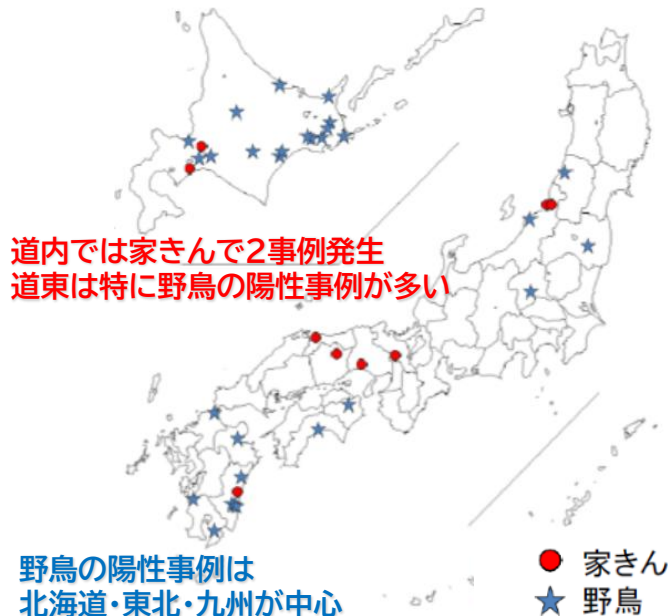 道内では家きんで2事例発生
道東は特に野鳥の陽性事例が多い
野鳥の陽性事例は
北海道・東北・九州が中心
家きん
野鳥